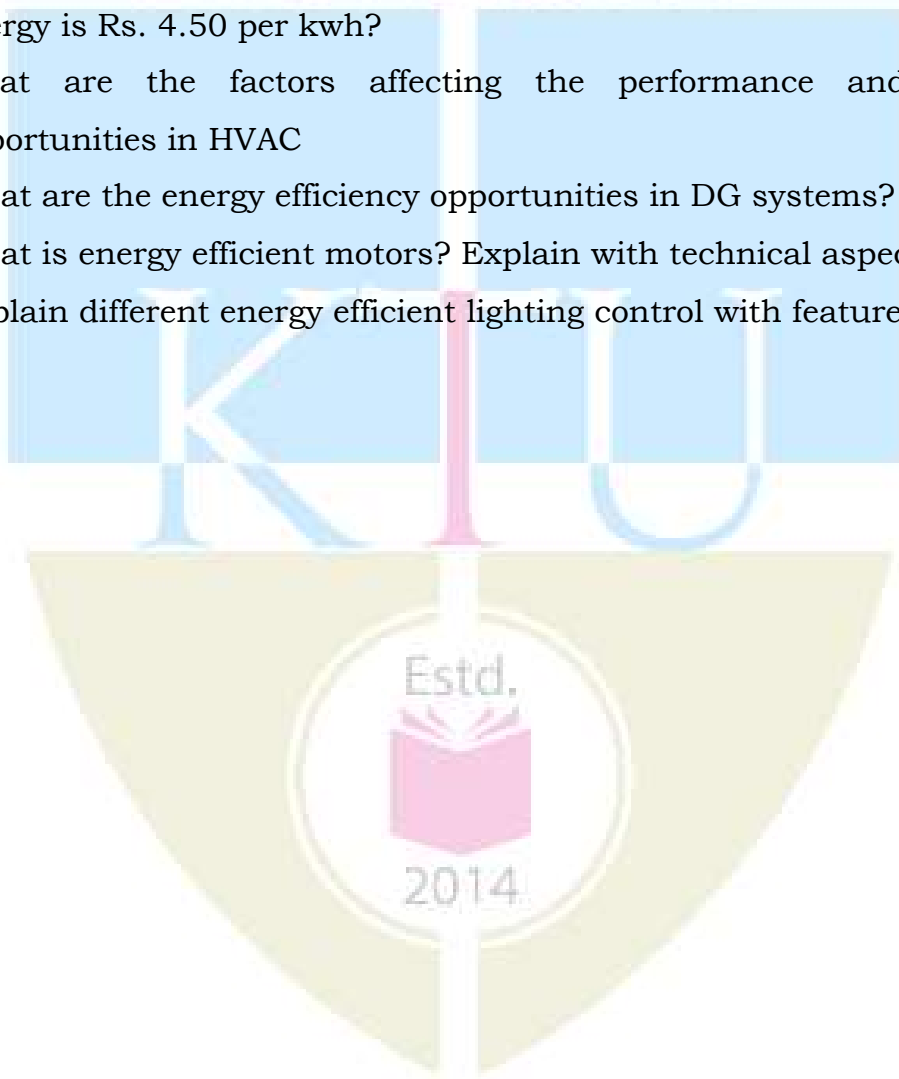 ergy is Rs. 4.50 per kwh?
at are the factors affecting the performance and
portunities in HVAC
at are the energy efficiency opportunities in DG systems?
at is energy efficient motors? Explain with technical aspec
plain different energy efficient lighting control with feature
KTU
Estd.
2014